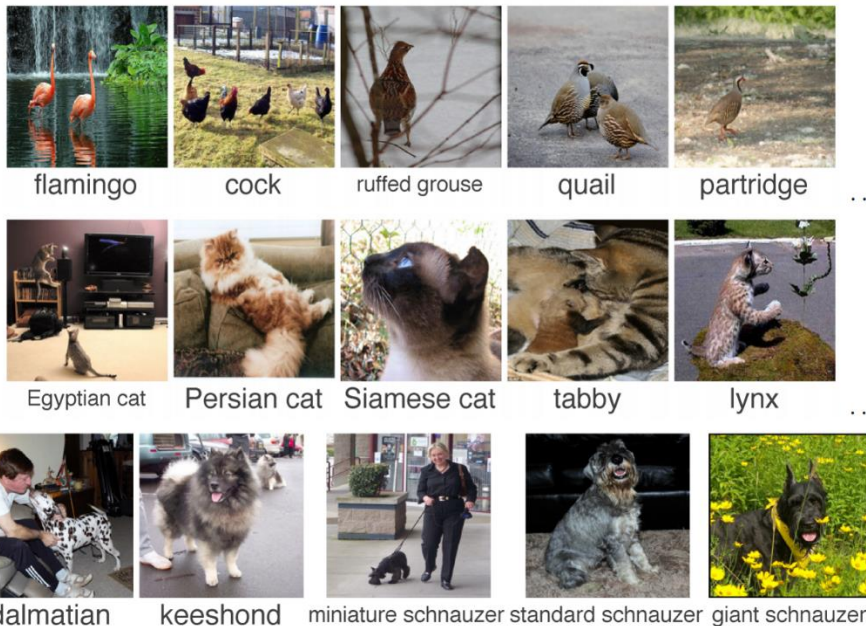 flamingo
cock
ruffed grouse
quail
partridge
..
Egyptian cat
Persian cat
Siamese cat
tabby
lynx
..
dalmatian
keeshond
miniature schnauzer
standard schnauzer
giant schnauzer